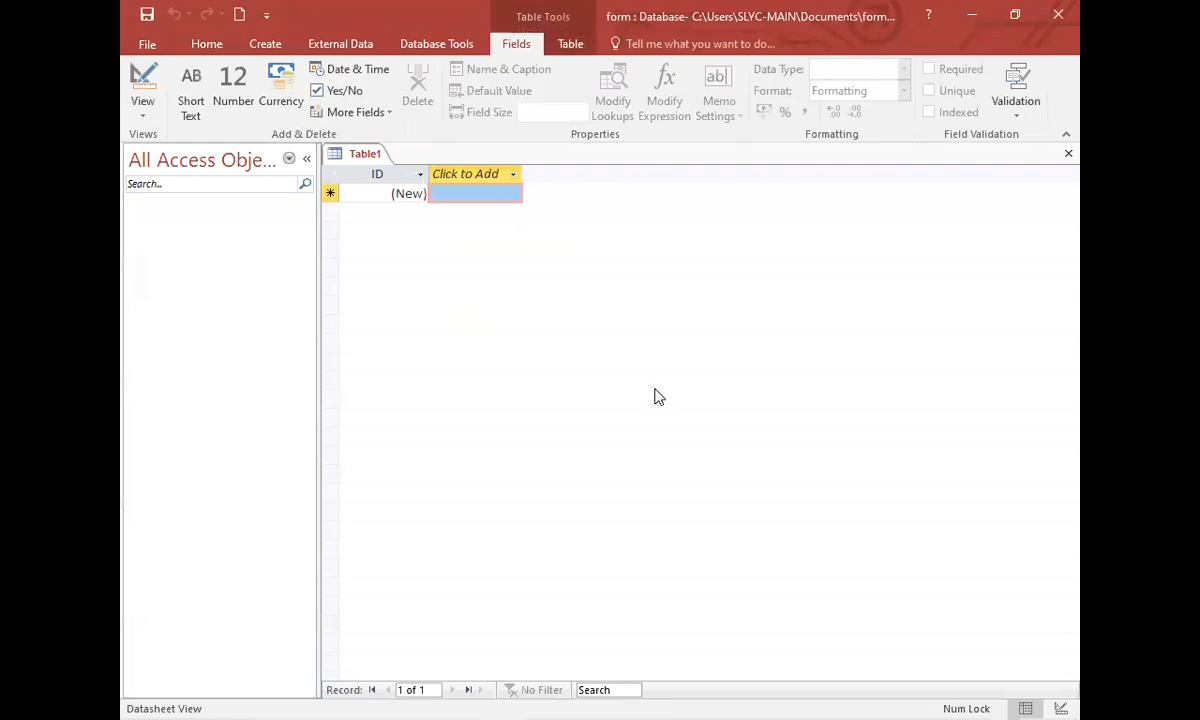 Table Tools
form : Database- C:\Users\SLYC-MAIN\Documents\form...
?
File
Home
Create
External Data
Database Tools
Fields
Table
Tell me what you want to do...
View
Views
AB
Short
Text
12
Number
Currency
Date & Time
Yes/No
More Fields
Delete
Add & Delete
Name & Caption
Default Value
Field Size
Modify
Lookups
fx
Modify
Expression
ab
Memo
Settings
Properties
Data Type:
Format:
Formatting
%
Formatting
Required
Unique
Indexed
Validation
Field Validation
All Access Obje...
Search...
Table1
ID
Click to Add
(New)
Record:
1 of 1
No Filter
Search
Datasheet View
Num Lock